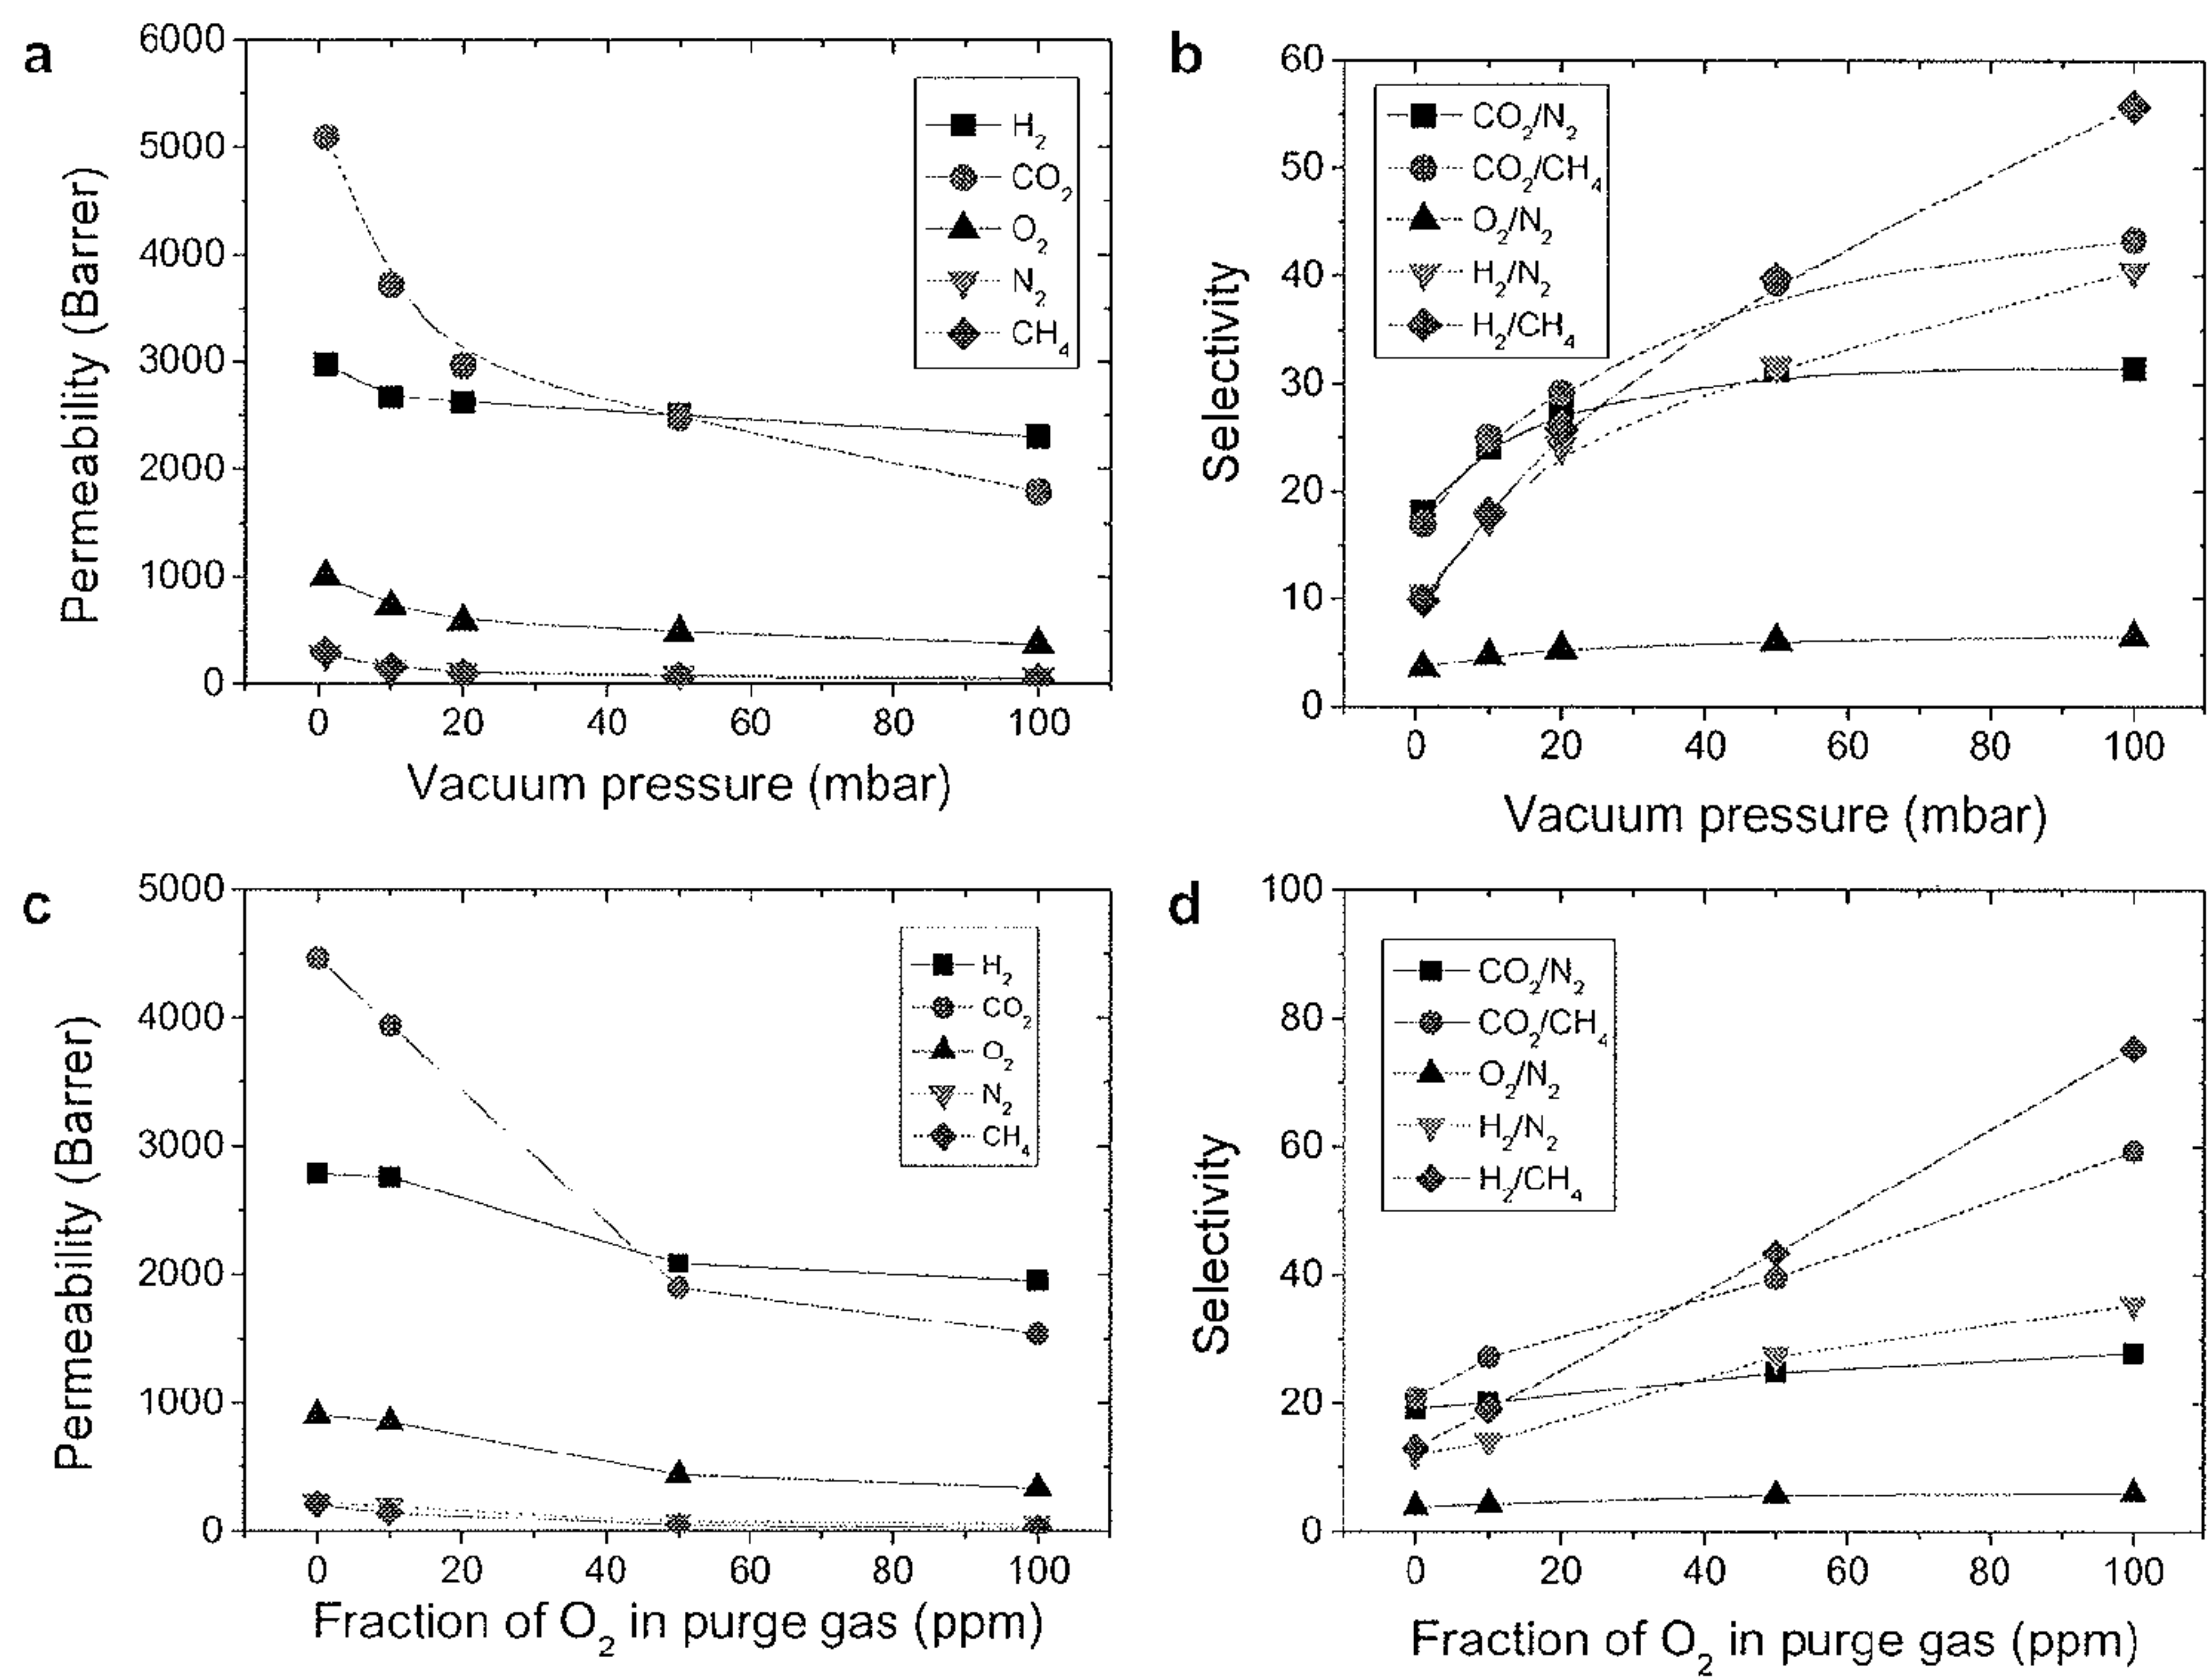 a
6000
5000
4000
3000
2000
1000
0
Permeability (Barrer)
H₂
CO₂
O₂
N₂
CH₄
0 20 40 60 80 100
Vacuum pressure (mbar)
b
60
50
40
30
20
10
0
Selectivity
CO₂/N₂
CO₂/CH₄
O₂/N₂
H₂/N₂
H₂/CH₄
0 20 40 60 80 100
Vacuum pressure (mbar)
c
5000
4000
3000
2000
1000
0
Permeability (Barrer)
H₂
CO₂
O₂
N₂
CH₄
0 20 40 60 80 100
Fraction of O₂ in purge gas (ppm)
d
100
80
60
40
20
0
Selectivity
CO₂/N₂
CO₂/CH₄
O₂/N₂
H₂/N₂
H₂/CH₄
0 20 40 60 80 100
Fraction of O₂ in purge gas (ppm)